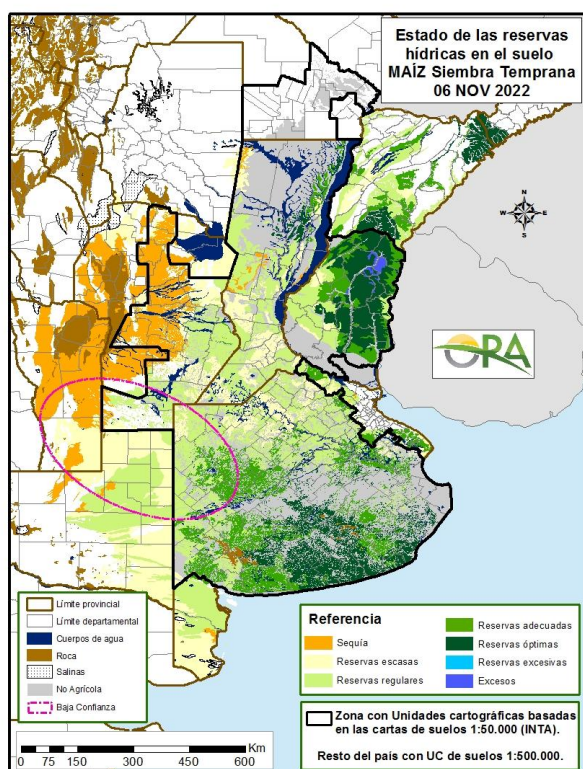 Estado de las reservas
hídricas en el suelo
MAÍZ Siembra Temprana
06 NOV 2022
N
W
E
S
ORA
Límite provincial
Límite departamental
Cuerpos de agua
Roca
Salinas
No Agrícola
Baja Confianza
Referencia
Sequía
Reservas escasas
Reservas regulares
Reservas adecuadas
Reservas óptimas
Reservas excesivas
Excesos
Zona con Unidades cartográficas basadas
en las cartas de suelos 1:50.000 (INTA).
Resto del país con UC de suelos 1:500.000.
Km
0 75 150 300 450 600